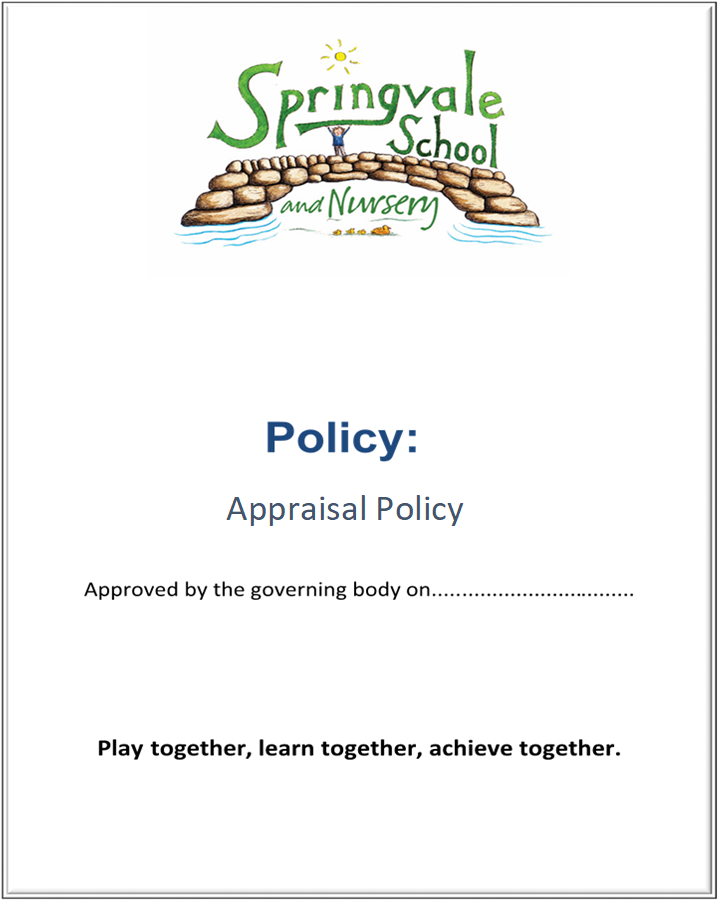 Springvale
School
and Nursery
Policy:
Appraisal Policy
Approved by the governing body on..................................
Play together, learn together, achieve together.